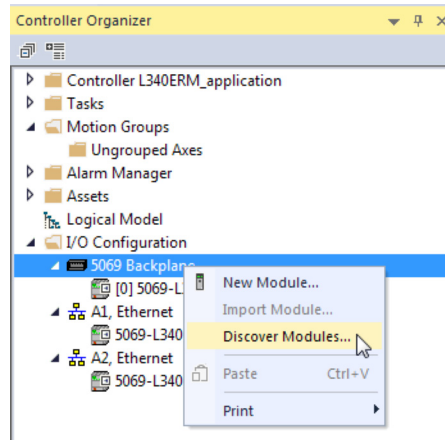 Controller Organizer
Controller L340ERM_application
Tasks
Motion Groups
Ungrouped Axes
Alarm Manager
Assets
Logical Model
I/O Configuration
5069 Backplane
[0] 5069-L
New Module...
A1, Ethernet
Import Module...
5069-L340
Discover Modules...
A2, Ethernet
5069-L340
Paste Ctrl+V
Print